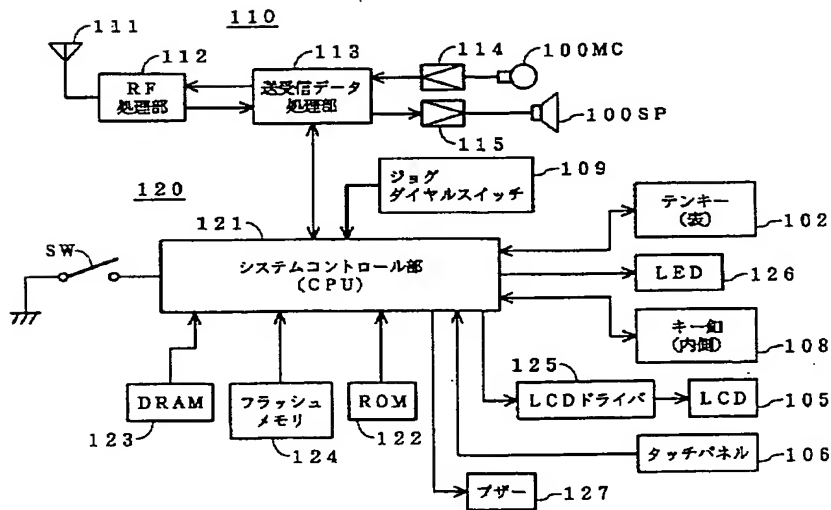 110
111
112
113
114
100MC
RF
処理部
送受信データ
処理部
100SP
115
120
ジョグ
ダイヤルスイッチ
109
121
テンキー
(表)
102
SW
システムコントロール部
(CPU)
LED
126
キー釦
(内側)
108
125
DRAM
フラッシュ
メモリ
ROM
LCDドライバ
LCD
105
123
124
122
タッチパネル
106
ブザー
127